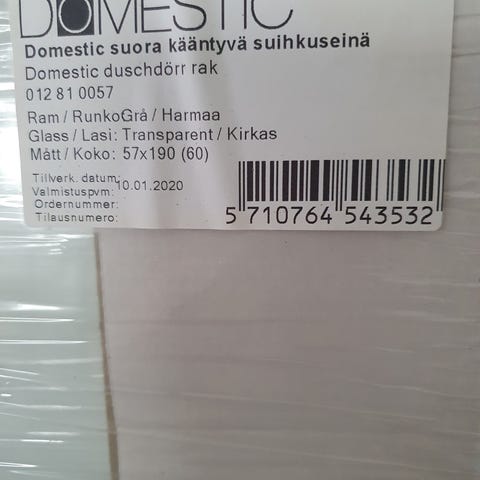 DOMESTIC
Domestic suora kääntyvä suihkuseinä
Domestic duschdörr rak
012 81 0057
Ram / RunkoGrå / Harmaa
Glass / Lasi: Transparent / Kirkas
Mått / Koko: 57x190 (60)
Tillverk. datum:
Valmistuspvm: 10.01.2020
Ordernummer:
Tilausnumero:
5 710764 543532